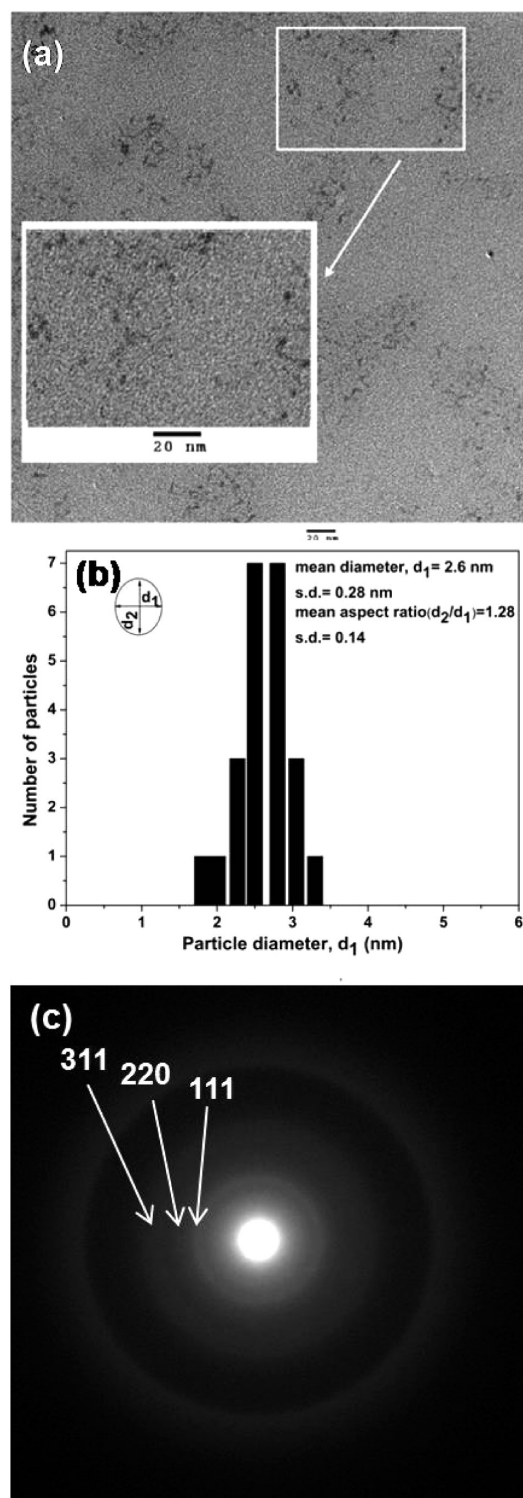 (a)
20 nm
20 nm
(b)
d1
d2
mean diameter, d1= 2.6 nm
s.d.= 0.28 nm
mean aspect ratio(d2/d1)=1.28
s.d.= 0.14
Number of particles
7
6
5
4
3
2
1
0
0 1 2 3 4 5 6
Particle diameter, d1 (nm)
(c)
311
220
111